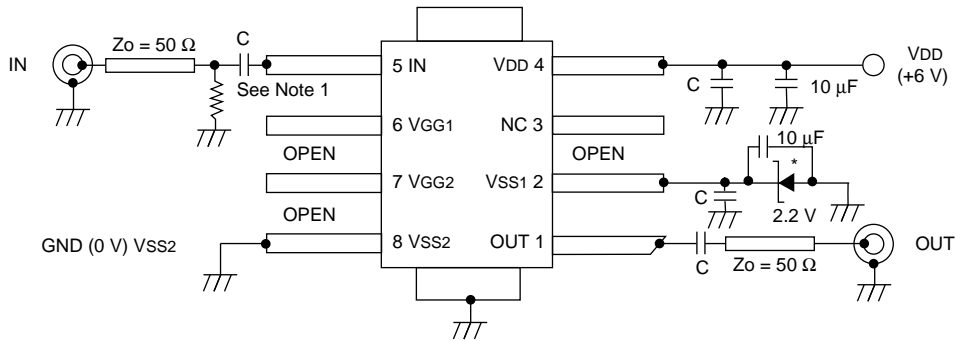 IN
Zo = 50 Ω
C
See Note 1
5 IN
VDD 4
C
10 μF
VDD
(+6 V)
6 VGG1
NC 3
OPEN
OPEN
10 μF
*
7 VGG2
VSS1 2
C
2.2 V
OPEN
GND (0 V) VSS2
8 VSS2
OUT 1
C
Zo = 50 Ω
OUT